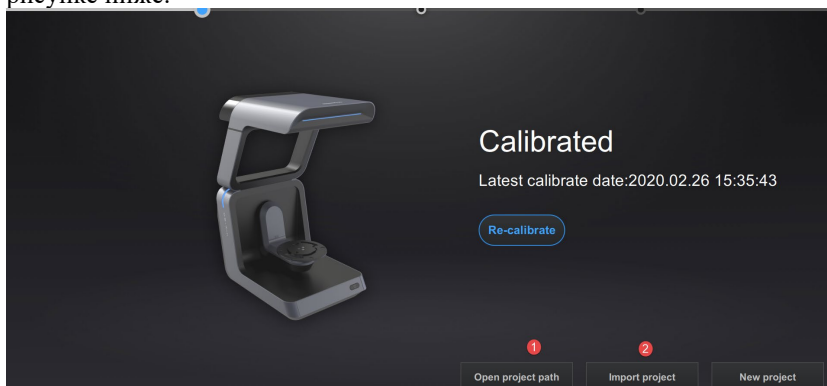 рисунке ниже.
Calibrated
Latest calibrate date:2020.02.26 15:35:43
Re-calibrate
1
2
Open project path
Import project
New project